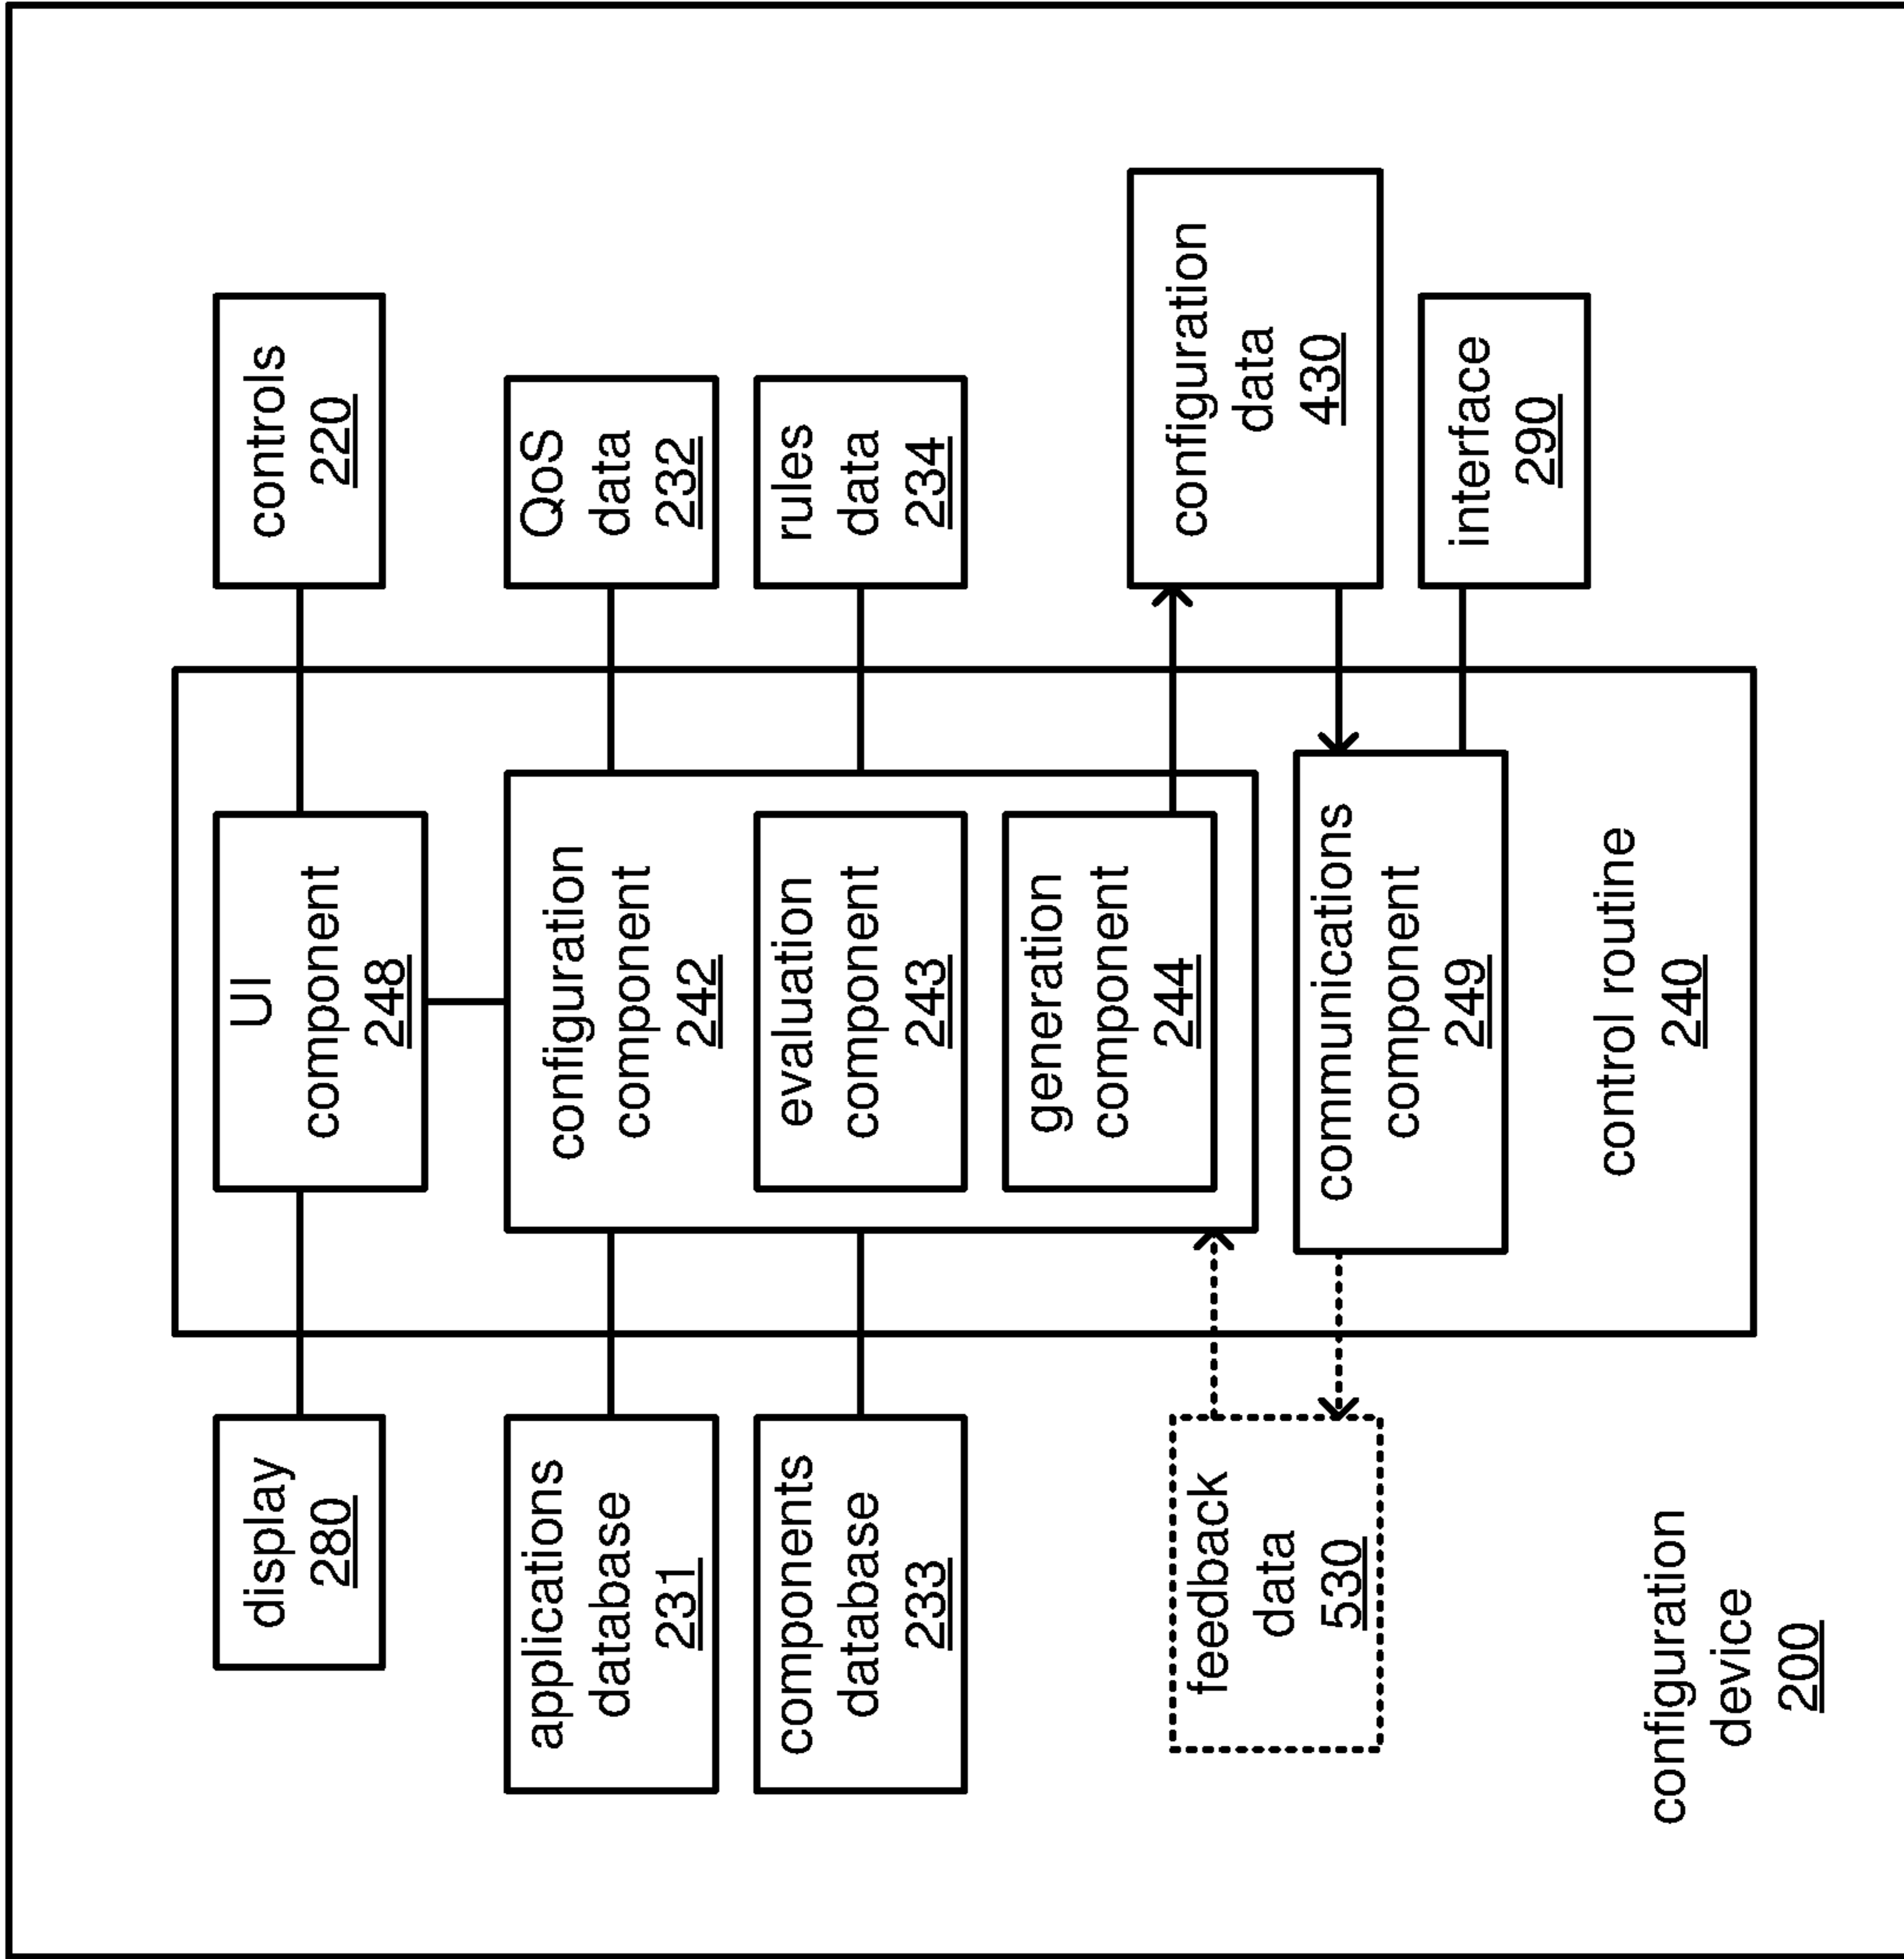 display
280
UI
component
248
controls
220
applications
database
231
configuration
component
242
QoS
data
232
components
database
233
evaluation
component
243
rules
data
234
generation
component
244
feedback
data
530
configuration
data
430
communications
component
249
interface
290
control routine
240
configuration
device
200